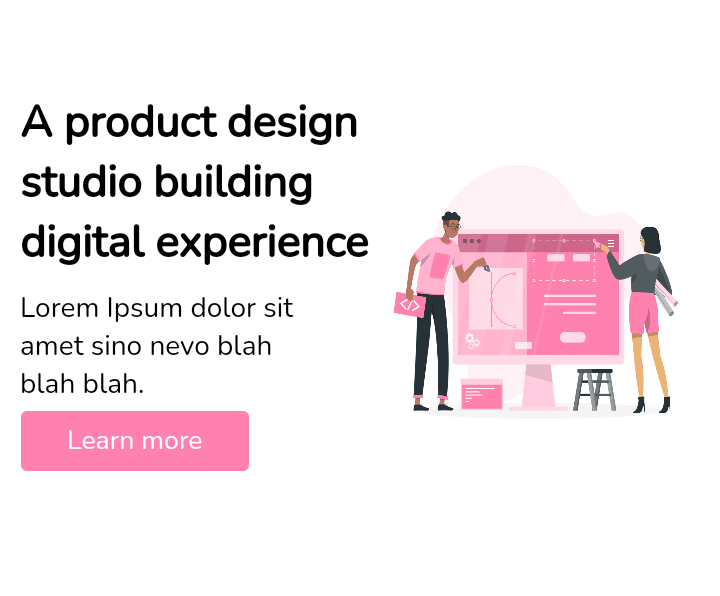 A product design
studio building
digital experience
Lorem Ipsum dolor sit
amet sino nevo blah
blah blah.
Learn more